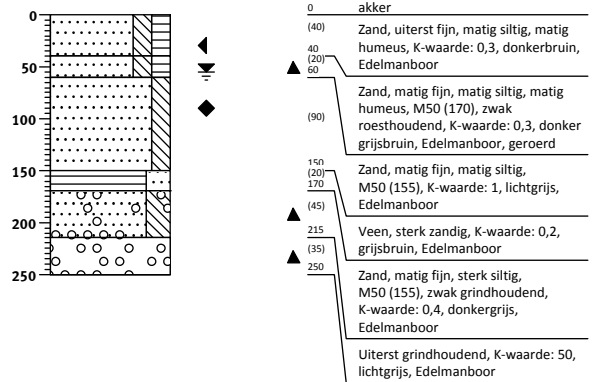 0
50
100
150
200
250
0 akker
(40)
Zand, uiterst fijn, matig siltig, matig
humeus, K-waarde: 0,3, donkerbruin,
Edelmanboor
40
(20)
60
Zand, matig fijn, matig siltig, matig
humeus, M50 (170), zwak
roesthoudend, K-waarde: 0,3, donker
grijsbruin, Edelmanboor, geroerd
(90)
150
Zand, matig fijn, matig siltig,
M50 (155), K-waarde: 1, lichtgrijs,
Edelmanboor
(20)
170
Veen, sterk zandig, K-waarde: 0,2,
grijsbruin, Edelmanboor
(45)
215
Zand, matig fijn, sterk siltig,
M50 (155), zwak grindhoudend,
K-waarde: 0,4, donkergrijs,
Edelmanboor
(35)
250
Uiterst grindhoudend, K-waarde: 50,
lichtgrijs, Edelmanboor